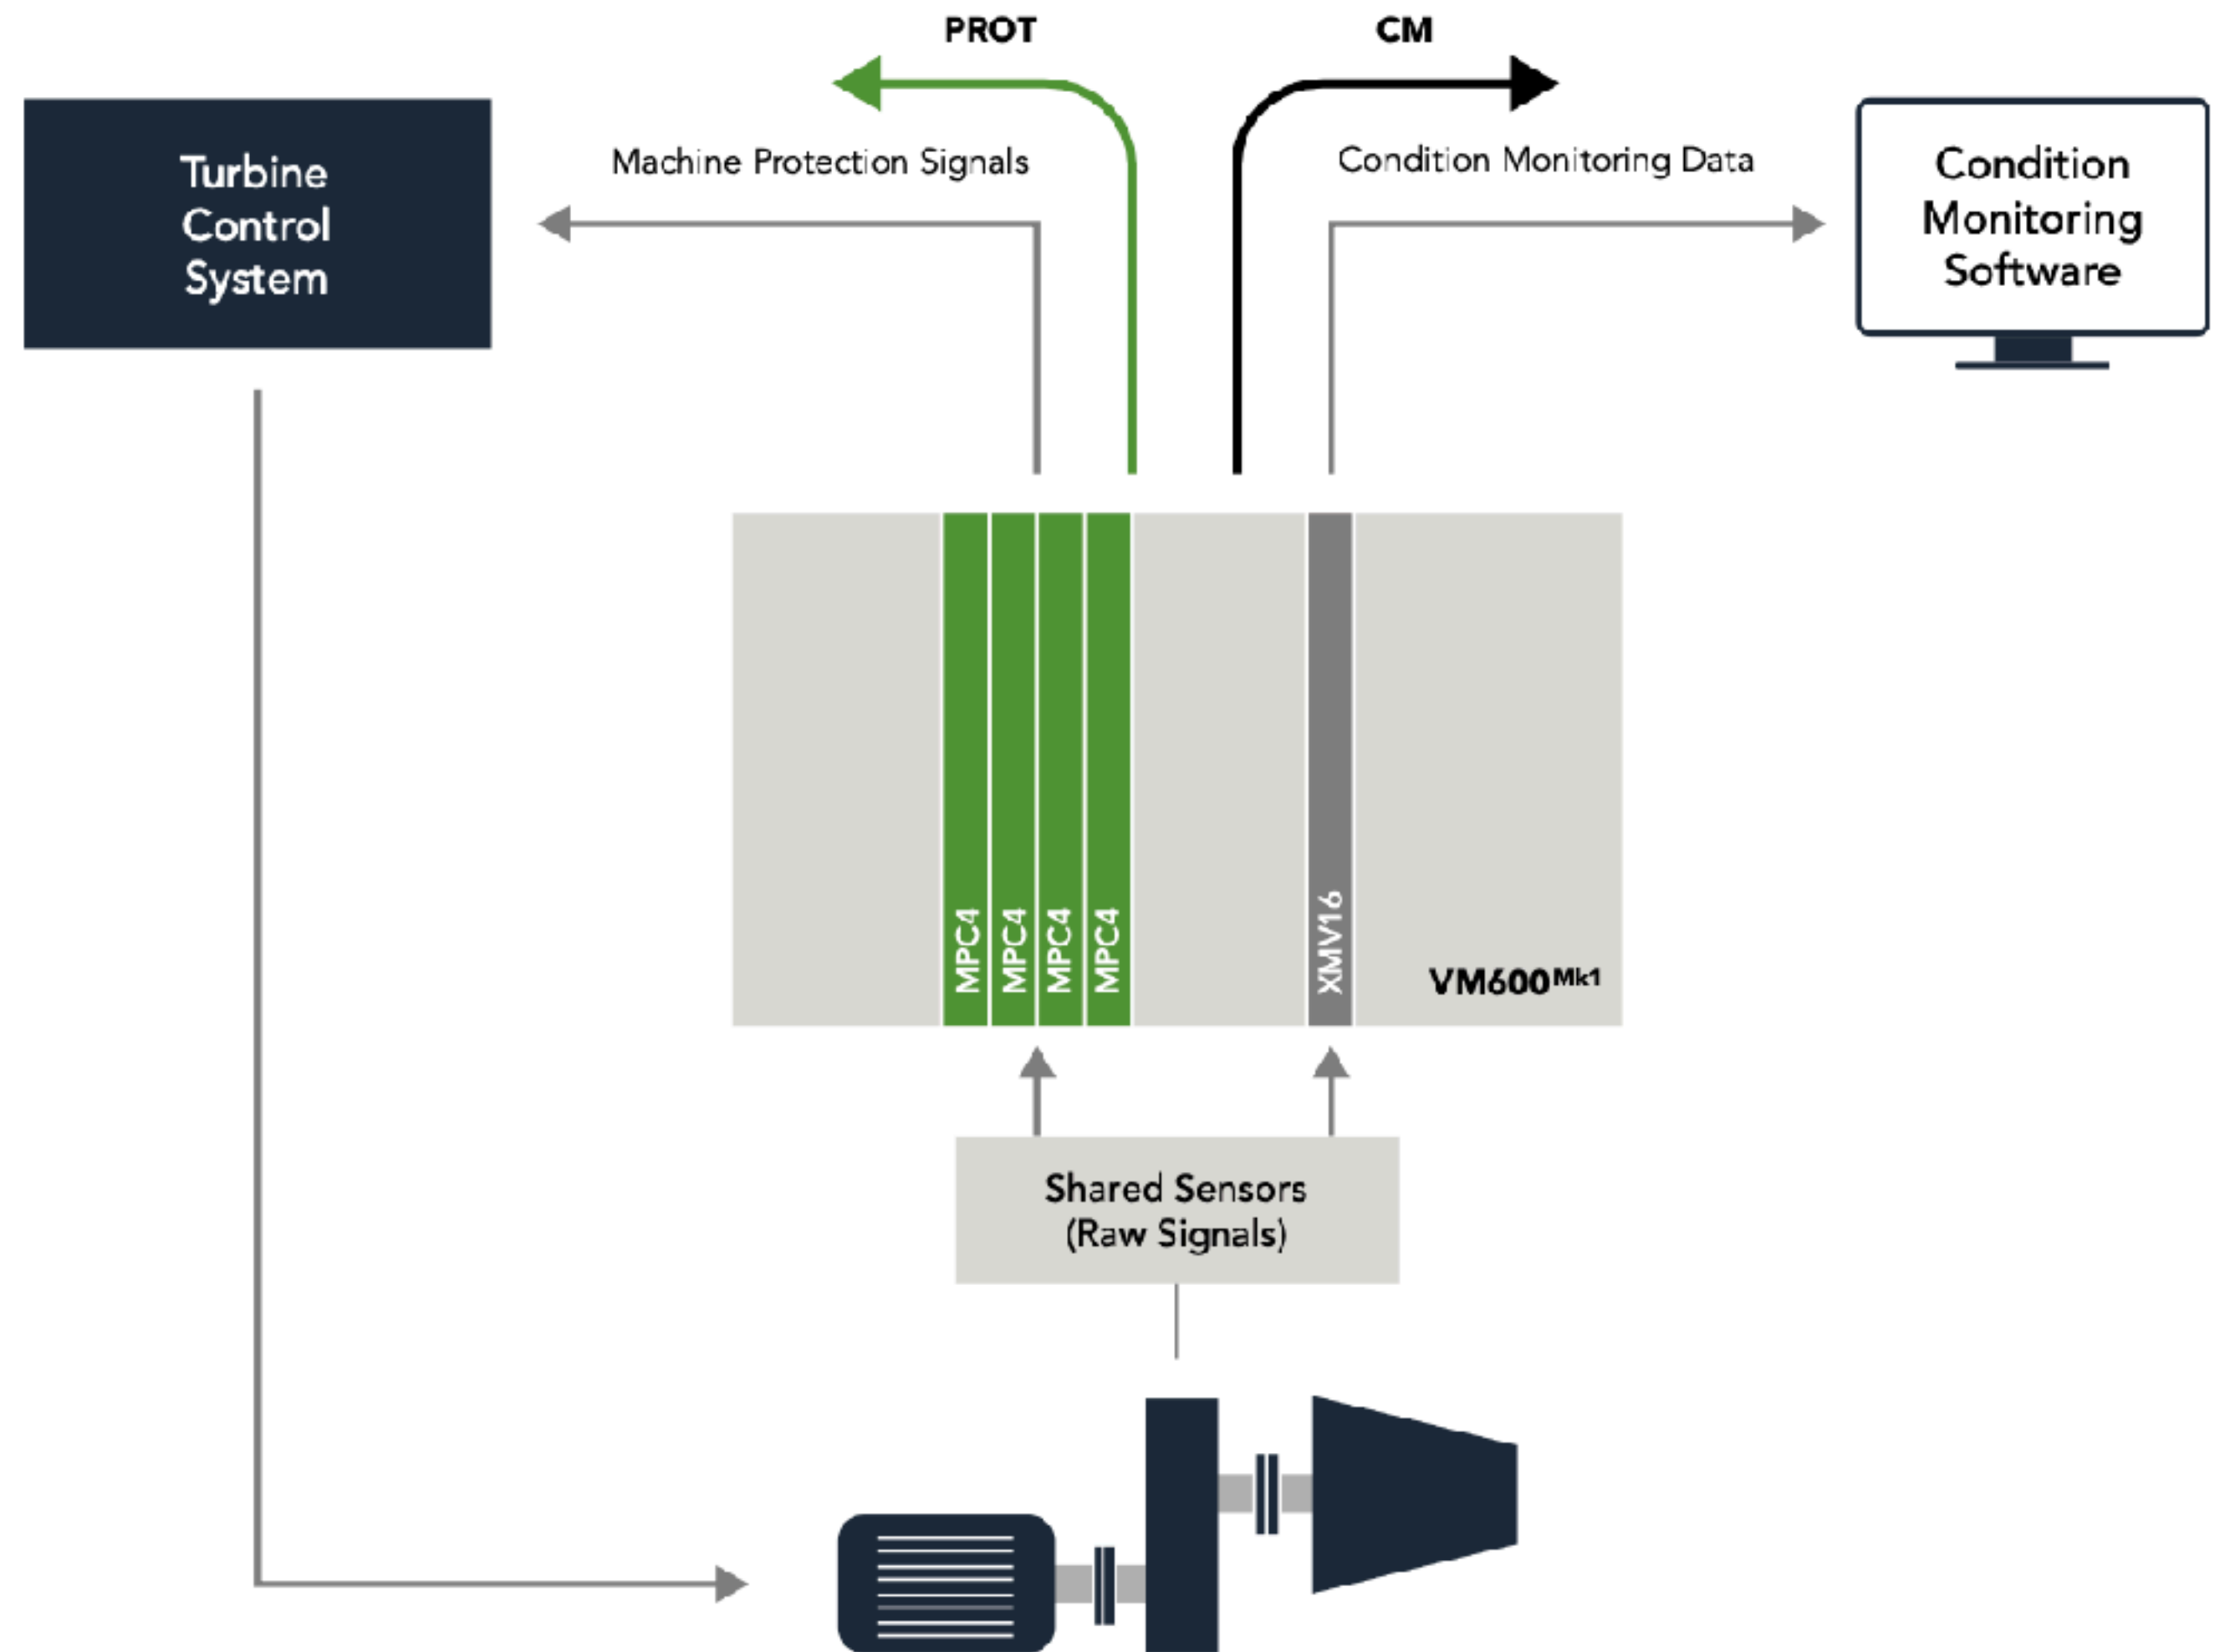 PROT
CM
Turbine
Control
System
Machine Protection Signals
Condition Monitoring Data
Condition
Monitoring
Software
MPC4
MPC4
MPC4
MPC4
XMV16
VM600Mk1
Shared Sensors
(Raw Signals)